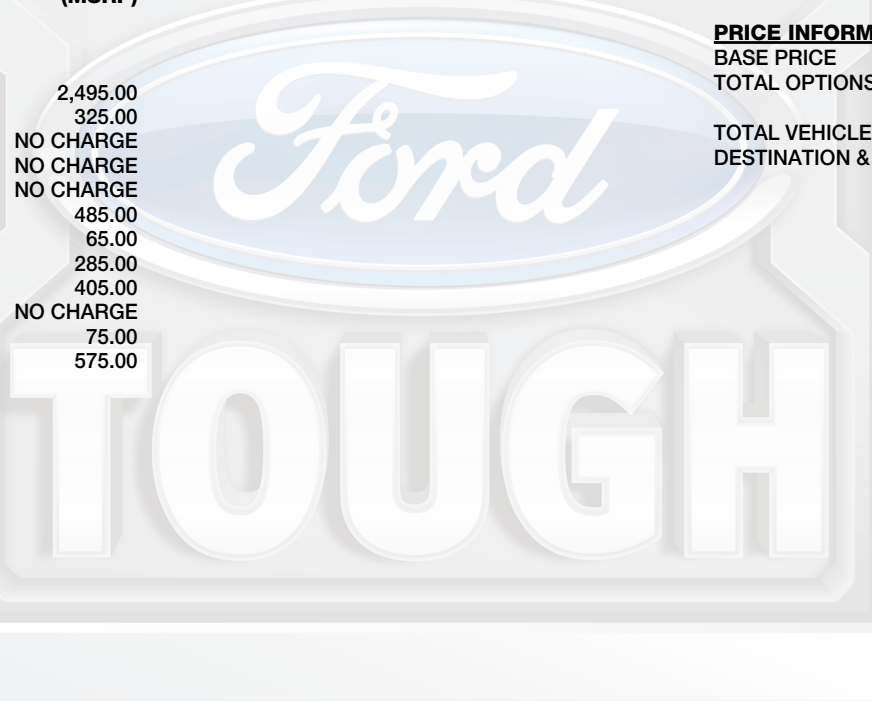 (MSRP)
2,495.00
325.00
NO CHARGE
NO CHARGE
NO CHARGE
485.00
65.00
285.00
405.00
NO CHARGE
75.00
575.00
PRICE INFORM
BASE PRICE
TOTAL OPTIONS
TOTAL VEHICLE
DESTINATION &
Ford
TOUGH